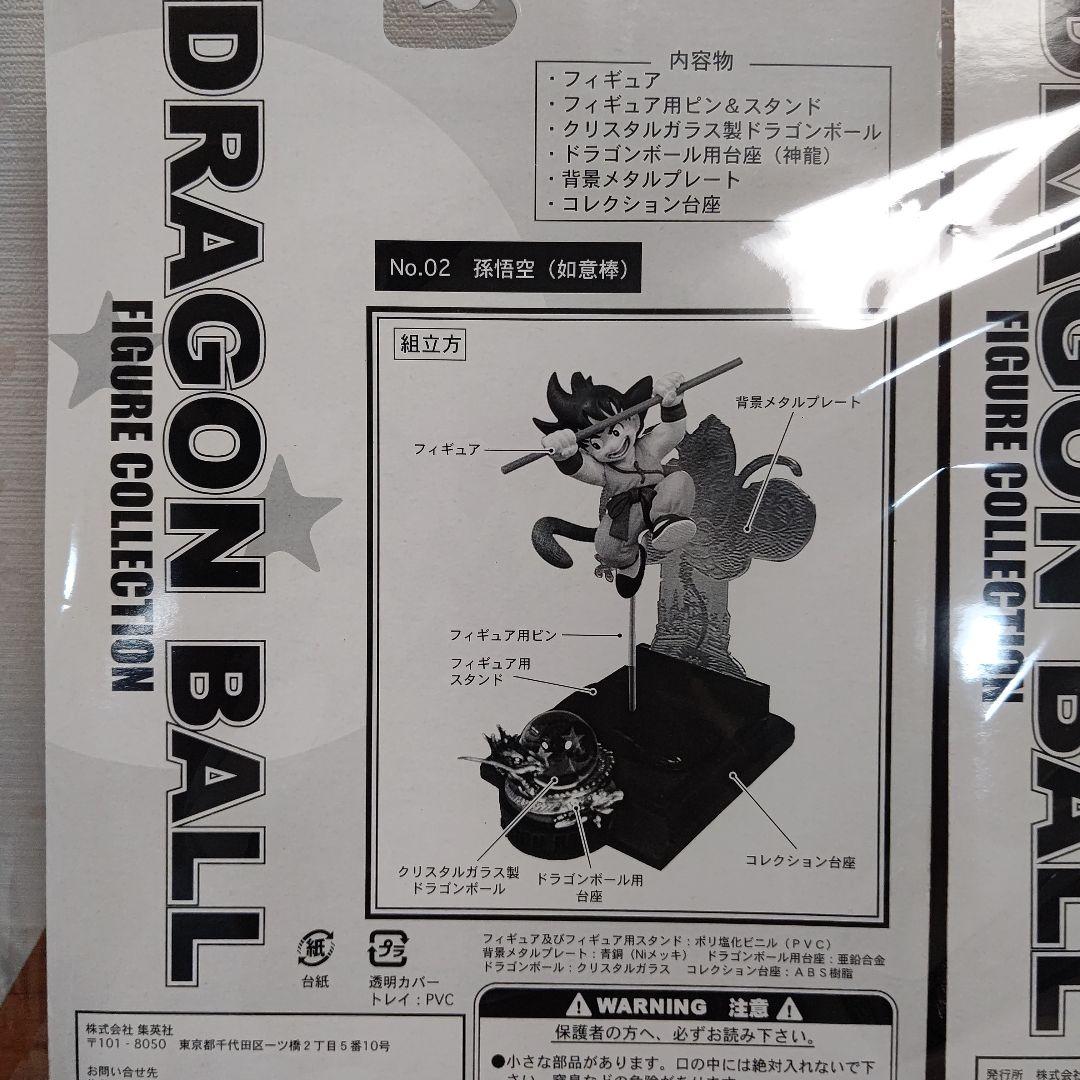 DRAGON BALL
FIGURE COLLECTION
内容物
・フィギュア
・フィギュア用ピン＆スタンド
・クリスタルガラス製ドラゴンボール
・ドラゴンボール用台座（神龍）
・背景メタルプレート
・コレクション台座
No.02 孫悟空（如意棒）
組立方
背景メタルプレート
フィギュア
フィギュア用ピン
フィギュア用
スタンド
コレクション台座
クリスタルガラス製
ドラゴンボール
ドラゴンボール用
台座
紙
台紙
プラ
透明カバー
トレイ：PVC
フィギュア及びフィギュア用スタンド：ポリ塩化ビニル（PVC）
背景メタルプレート：青銅（Niメッキ） ドラゴンボール用台座：亜鉛合金
ドラゴンボール：クリスタルガラス コレクション台座：ABS樹脂
WARNING 注意
保護者の方へ、必ずお読み下さい。
●小さな部品があります。口の中には絶対入れないで下
さい。窒息などの危険があります。
株式会社 集英社
〒101-8050 東京都千代田区一ツ橋２丁目５番10号
お問い合せ先
DRAGON BALL
FIGURE COLLECTION
発行所 株式会